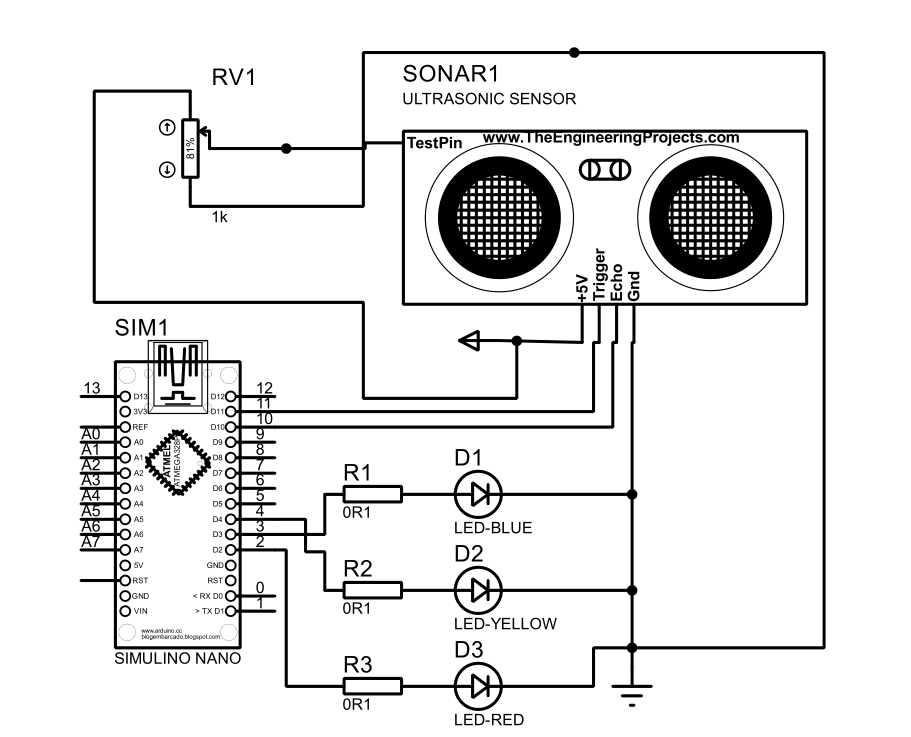 RV1
81%
1k
SONAR1
ULTRASONIC SENSOR
TestPin
www.TheEngineeringProjects.com
+5V
Trigger
Echo
Gnd
SIM1
13
D13
3V3
REF
A0
A0
A1
A1
A2
A2
A3
A3
A4
A4
A5
A5
A6
A6
A7
A7
5V
RST
GND
VIN
ATMEL
ATMEGA328P
D12
12
D11
11
D10
10
D9
9
D8
8
D7
7
D6
6
D5
5
D4
4
D3
3
D2
2
GND
RST
< RX D0
0
> TX D1
1
www.arduino.cc
blogembarcado.blogspot.com
SIMULINO NANO
R1
0R1
D1
LED-BLUE
R2
0R1
D2
LED-YELLOW
R3
0R1
D3
LED-RED